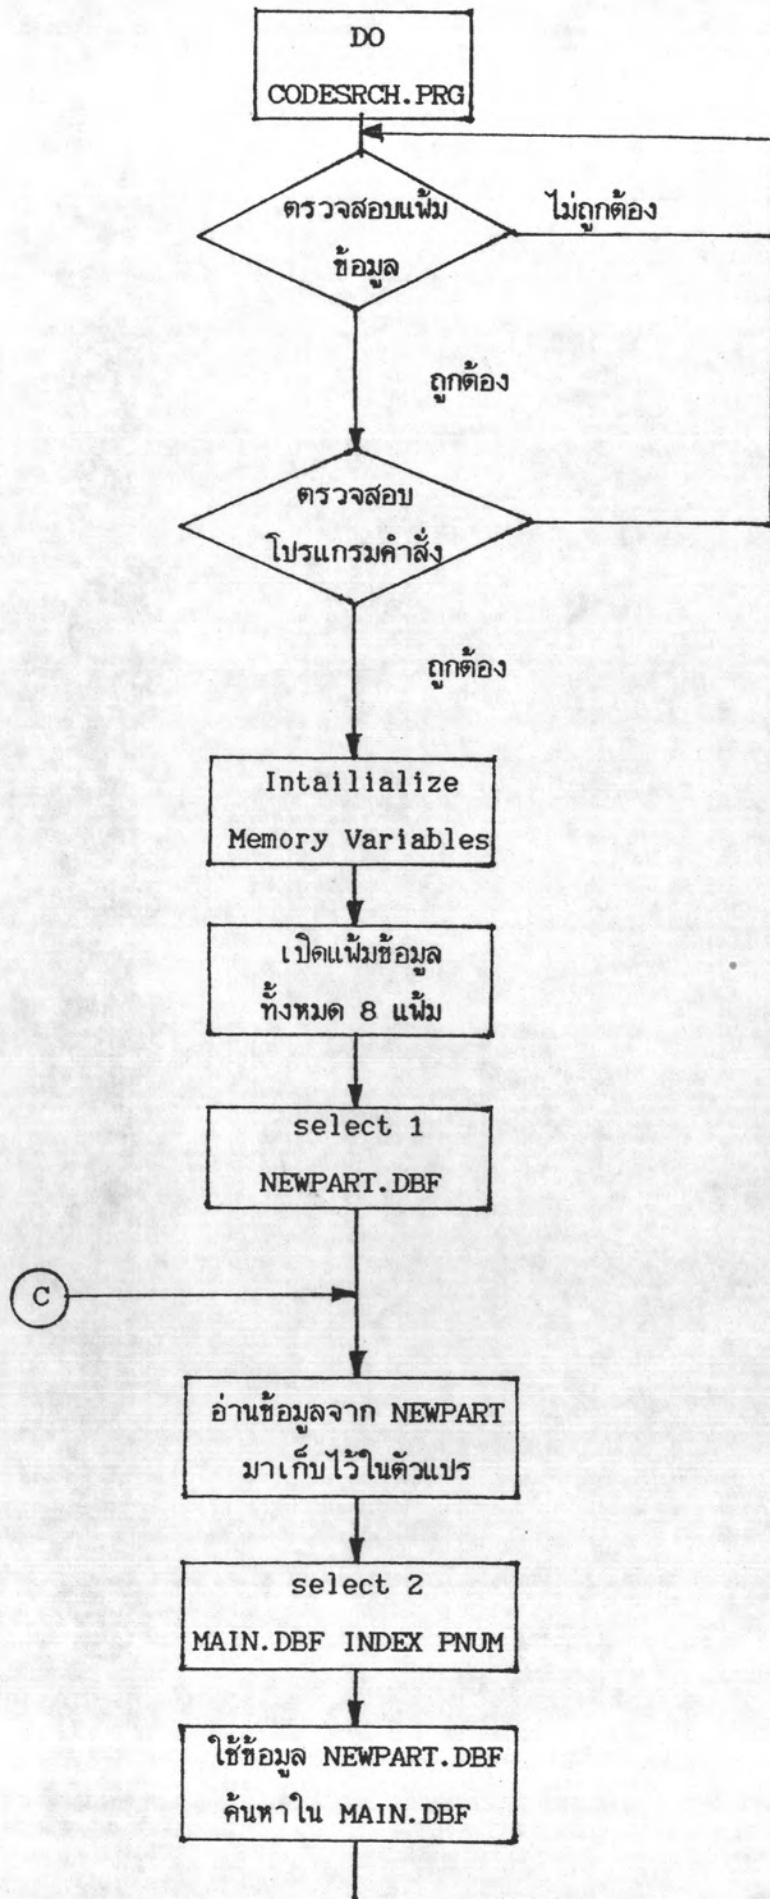 DO
CODESRCH.PRG
ตรวจสอบแฟ้ม
ข้อมูล
ไม่ถูกต้อง
ถูกต้อง
ตรวจสอบ
โปรแกรมคำสั่ง
ถูกต้อง
Intailialize
Memory Variables
เปิดแฟ้มข้อมูล
ทั้งหมด 8 แฟ้ม
select 1
NEWPART.DBF
C
อ่านข้อมูลจาก NEWPART
มาเก็บไว้ในตัวแปร
select 2
MAIN.DBF INDEX PNUM
ใช้ข้อมูล NEWPART.DBF
ค้นหาใน MAIN.DBF